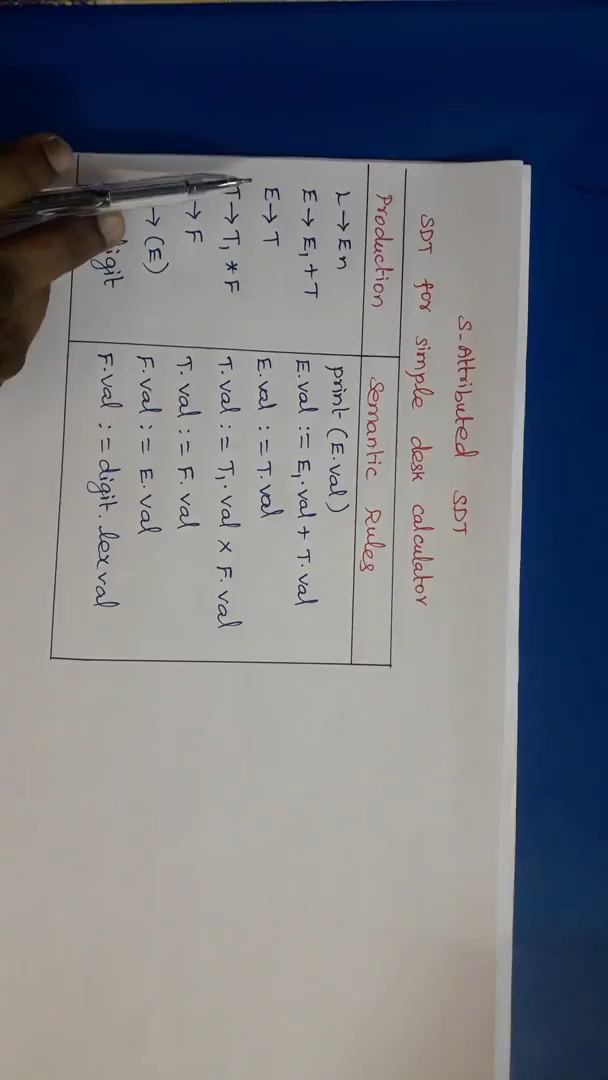 S-Attributed SDT
SDT for simple desk calculator
Production Semantic Rules
L → En print (E.val)
E → E₁ + T E.val := E₁.val + T.val
E → T E.val := T.val
T → T₁ * F T.val := T₁.val × F.val
→ F T.val := F.val
→ (E) F.val := E.val
digit F.val := digit.lexval